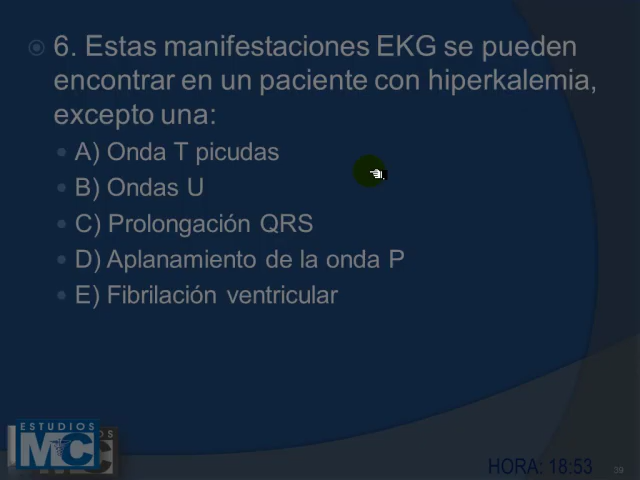 6. Estas manifestaciones EKG se pueden
encontrar en un paciente con hiperkalemia,
excepto una:
A) Onda T picudas
B) Ondas U
C) Prolongación QRS
D) Aplanamiento de la onda P
E) Fibrilación ventricular
ESTUDIOS
MC
HORA: 18:53
39